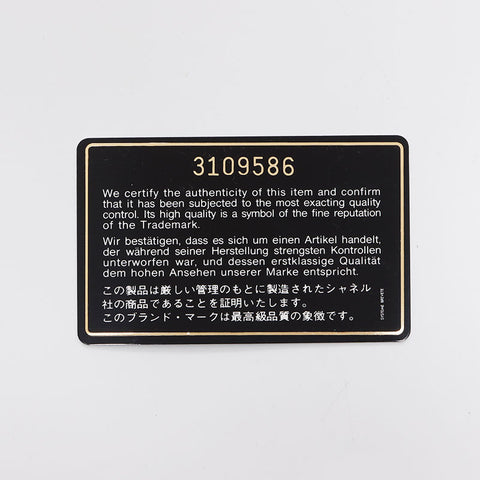 3109586
We certify the authenticity of this item and confirm
that it has been subjected to the most exacting quality
control. Its high quality is a symbol of the fine reputation
of the Trademark.
Wir bestätigen, dass es sich um einen Artikel handelt,
der während seiner Herstellung strengsten Kontrollen
unterworfen war, und dessen erstklassige Qualität
dem hohen Ansehen unserer Marke entspricht.
この製品は厳しい管理のもとに製造されたシャネル
社の商品であることを証明いたします。
このブランド・マークは最高級品質の象徴です。
SYSTEME BREVETE